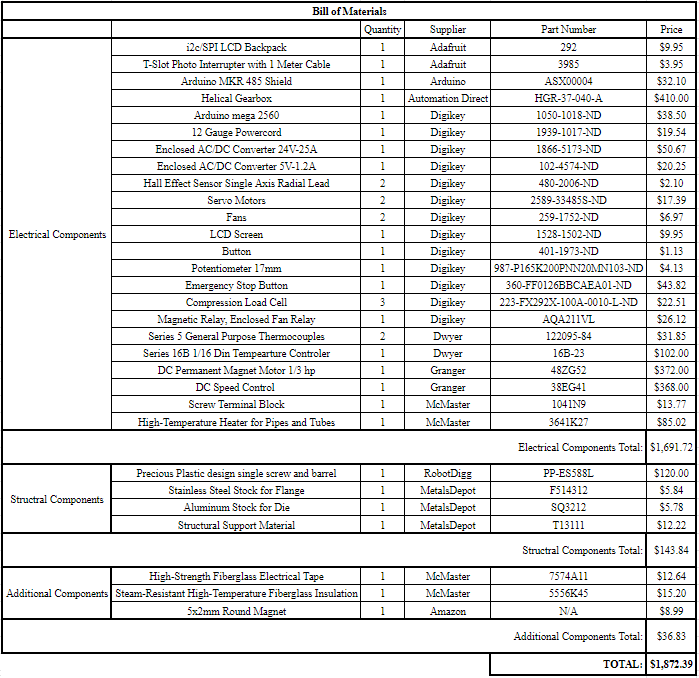 Bill of Materials
Quantity Supplier Part Number Price
i2c/SPI LCD Backpack 1 Adafruit 292 $9.95
T-Slot Photo Interrupter with 1 Meter Cable 1 Adafruit 3985 $3.95
Arduino MKR 485 Shield 1 Arduino ASX00004 $32.10
Helical Gearbox 1 Automation Direct HGR-37-040-A $410.00
Arduino mega 2560 1 Digikey 1050-1018-ND $38.50
12 Gauge Powercord 1 Digikey 1939-1017-ND $19.54
Enclosed AC/DC Converter 24V-25A 1 Digikey 1866-5173-ND $50.67
Enclosed AC/DC Converter 5V-1.2A 1 Digikey 102-4574-ND $20.25
Hall Effect Sensor Single Axis Radial Lead 2 Digikey 480-2006-ND $2.10
Servo Motors 2 Digikey 2589-33485S-ND $17.39
Fans 2 Digikey 259-1752-ND $6.97
Electrical Components LCD Screen 1 Digikey 1528-1502-ND $9.95
Button 1 Digikey 401-1973-ND $1.13
Potentiometer 17mm 1 Digikey 987-P165K200PNN20MN103-ND $4.13
Emergency Stop Button 1 Digikey 360-FF0126BBCAEA01-ND $43.82
Compression Load Cell 3 Digikey 223-FX292X-100A-0010-L-ND $22.51
Magnetic Relay, Enclosed Fan Relay 1 Digikey AQA211VL $26.12
Series 5 General Purpose Thermocouples 2 Dwyer 122095-84 $31.85
Series 16B 1/16 Din Tempearture Controler 1 Dwyer 16B-23 $102.00
DC Permanent Magnet Motor 1/3 hp 1 Granger 48ZG52 $372.00
DC Speed Control 1 Granger 38EG41 $368.00
Screw Terminal Block 1 McMaster 1041N9 $13.77
High-Temperature Heater for Pipes and Tubes 1 McMaster 3641K27 $85.02
Electrical Components Total: $1,691.72
Precious Plastic design single screw and barrel 1 RobotDigg PP-ES588L $120.00
Stainless Steel Stock for Flange 1 MetalsDepot F514312 $5.84
Structral Components Aluminum Stock for Die 1 MetalsDepot SQ3212 $5.78
Structural Support Material 1 MetalsDepot T13111 $12.22
Structral Components Total: $143.84
High-Strength Fiberglass Electrical Tape 1 McMaster 7574A11 $12.64
Additional Components Steam-Resistant High-Temperature Fiberglass Insulation 1 McMaster 5556K45 $15.20
5x2mm Round Magnet 1 Amazon N/A $8.99
Additional Components Total: $36.83
TOTAL: $1,872.39